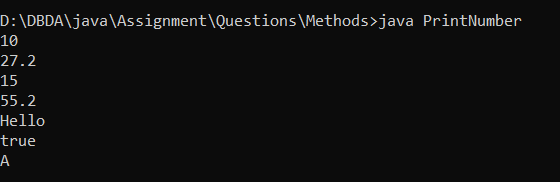 D:\DBDA\java\Assignment\Questions\Methods>java PrintNumber
10
27.2
15
55.2
Hello
true
A